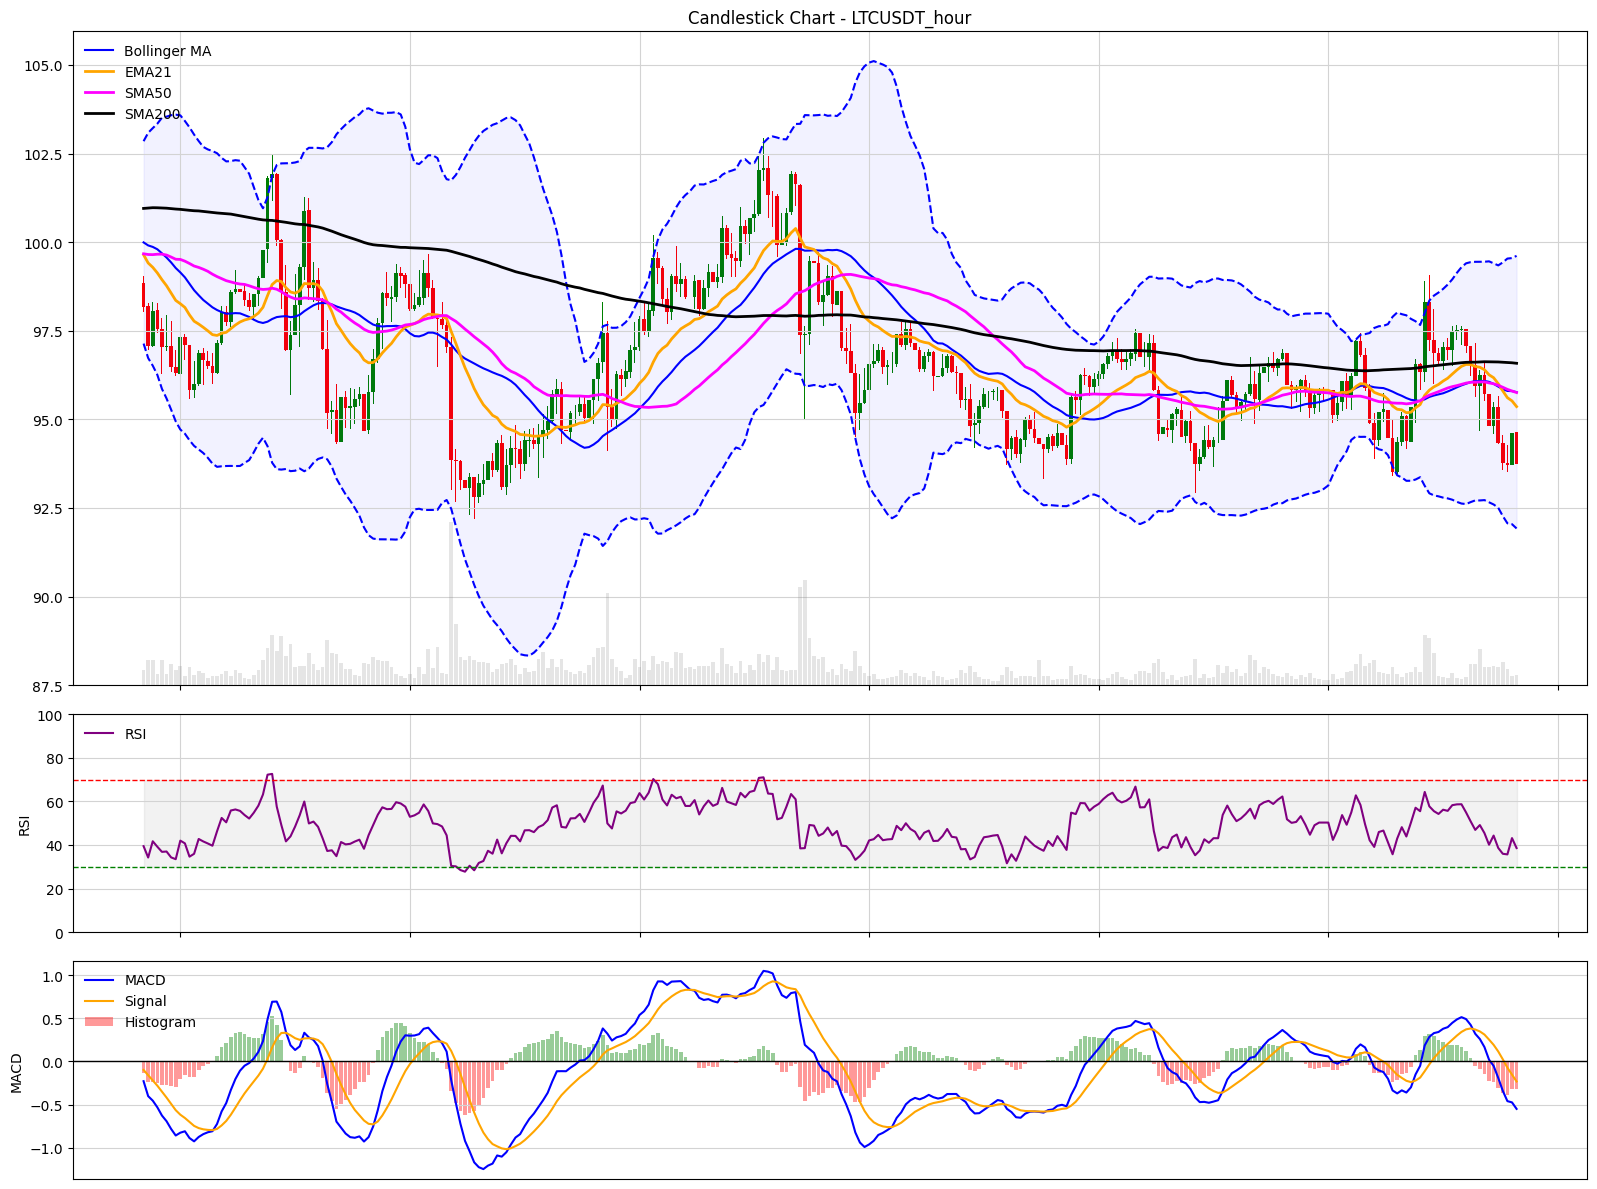 Candlestick Chart - LTCUSDT_hour
Bollinger MA
EMA21
SMA50
SMA200
105.0
102.5
100.0
97.5
95.0
92.5
90.0
87.5
RSI
RSI
100
80
60
40
20
0
MACD
Signal
Histogram
MACD
1.0
0.5
0.0
−0.5
−1.0